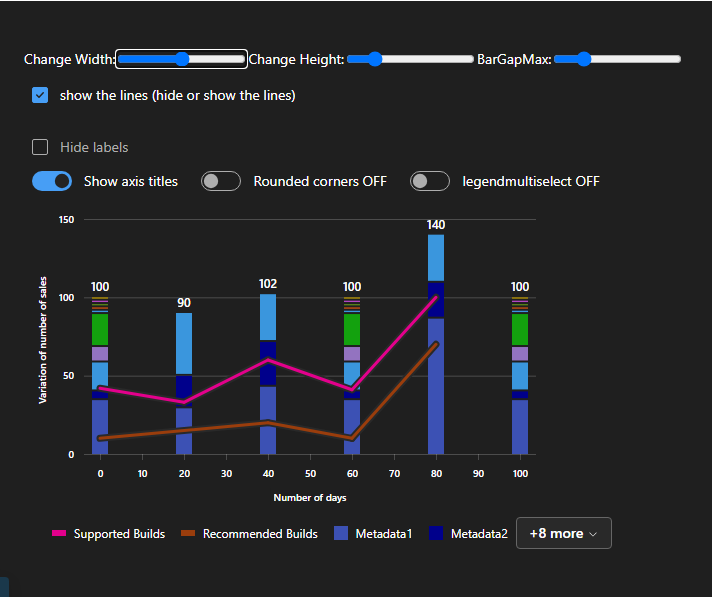 Change Width: Change Height: BarGapMax:
show the lines (hide or show the lines)
Hide labels
Show axis titles Rounded corners OFF legendmultiselect OFF
150
100
50
0
Variation of number of sales
100 90 102 100 140 100
0 10 20 30 40 50 60 70 80 90 100
Number of days
Supported Builds Recommended Builds Metadata1 Metadata2 +8 more